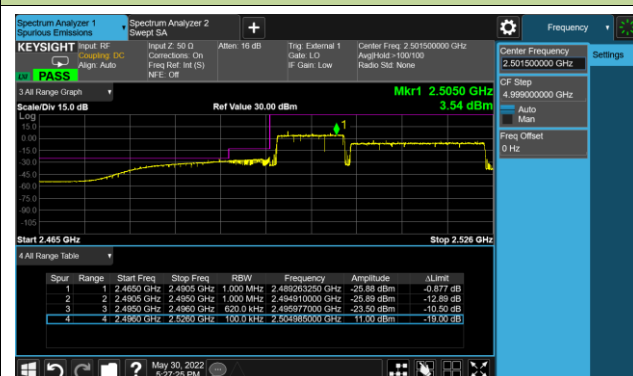 Spectrum Analyzer 1
Spurious Emissions
Spectrum Analyzer 2
Swept SA
+
Frequency
KEYSIGHT
Input: RF
Coupling: DC
Align: Auto
Input Z: 50 Ω
Corrections: On
Freq Ref: Int (S)
NFE: Off
Atten: 16 dB
Trig: External 1
Gate: LO
IF Gain: Low
Center Freq: 2.501500000 GHz
Avg|Hold:>100/100
Radio Std: None
LXI
PASS
Center Frequency
2.501500000 GHz
Settings
CF Step
4.999000000 GHz
Auto
Man
Freq Offset
0 Hz
3 All Range Graph
Mkr1 2.5050 GHz
3.54 dBm
Scale/Div 15.0 dB
Ref Value 30.00 dBm
Log
15.0
0.00
-15.0
-30.0
-45.0
-60.0
-75.0
-90.0
-105
1
Start 2.465 GHz
Stop 2.526 GHz
4 All Range Table
Spur Range Start Freq Stop Freq RBW Frequency Amplitude ΔLimit
1 1 2.4650 GHz 2.4905 GHz 1.000 MHz 2.489263250 GHz -25.88 dBm -0.877 dB
2 2 2.4905 GHz 2.4950 GHz 1.000 MHz 2.494910000 GHz -25.89 dBm -12.89 dB
3 3 2.4950 GHz 2.4960 GHz 620.0 kHz 2.495977000 GHz -23.50 dBm -10.50 dB
4 4 2.4960 GHz 2.5260 GHz 100.0 kHz 2.504985000 GHz 11.00 dBm -19.00 dB
?
May 30, 2022
5:27:25 PM